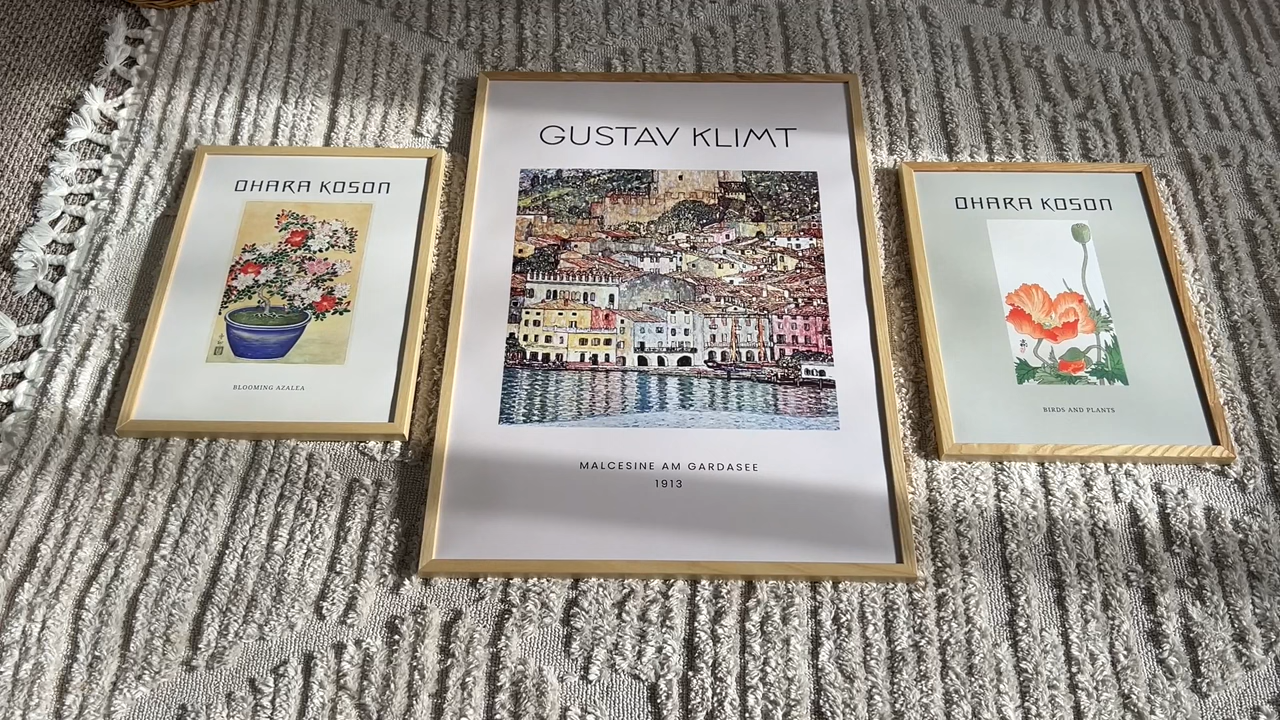 OHARA KOSON
BLOOMING AZALEA
GUSTAV KLIMT
MALCESINE AM GARDASEE
1913
OHARA KOSON
BIRDS AND PLANTS